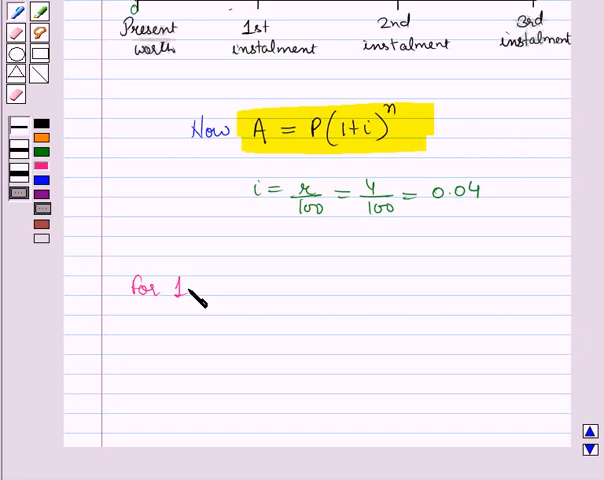 Present worth 1st instalment 2nd instalment 3rd instalment
Now A = P(1+i)^n
i = r/100 = 4/100 = 0.04
for 1